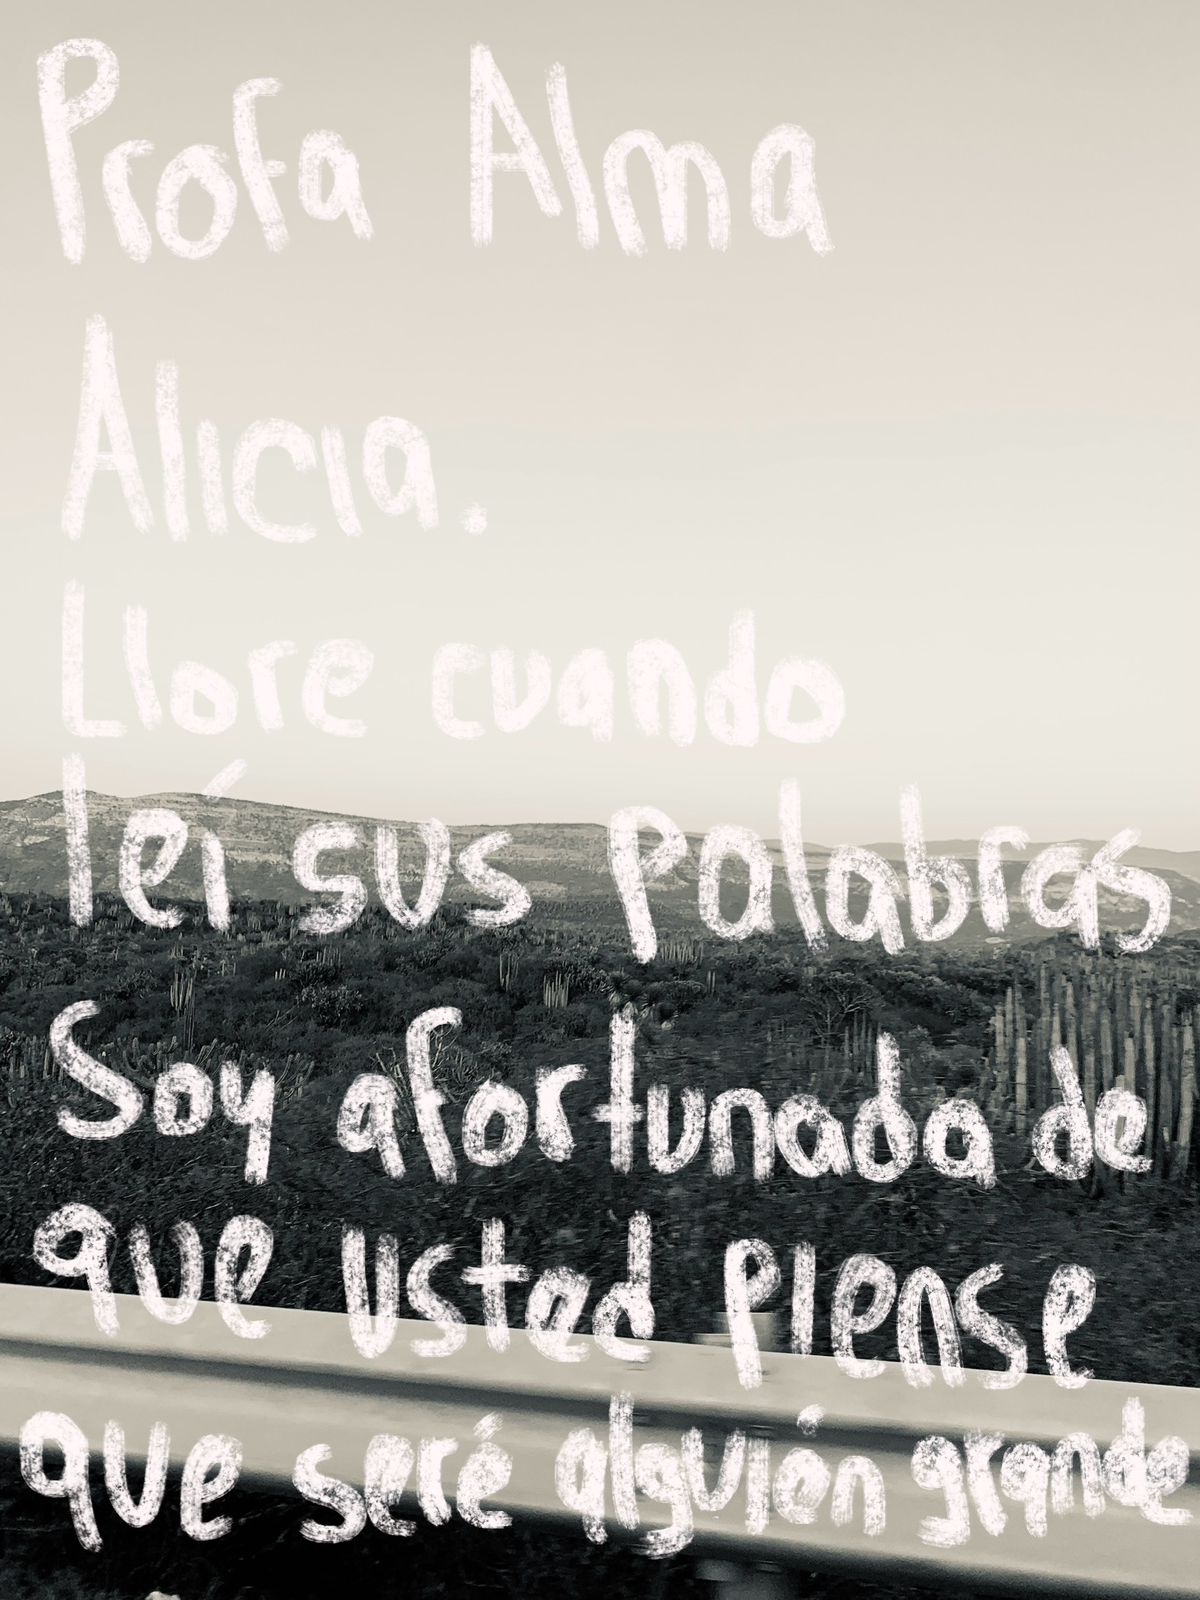 Profa Alma
Alicia.
Llore cuando
leí sus palabras
Soy afortunada de
que usted piense
que seré alguién grande